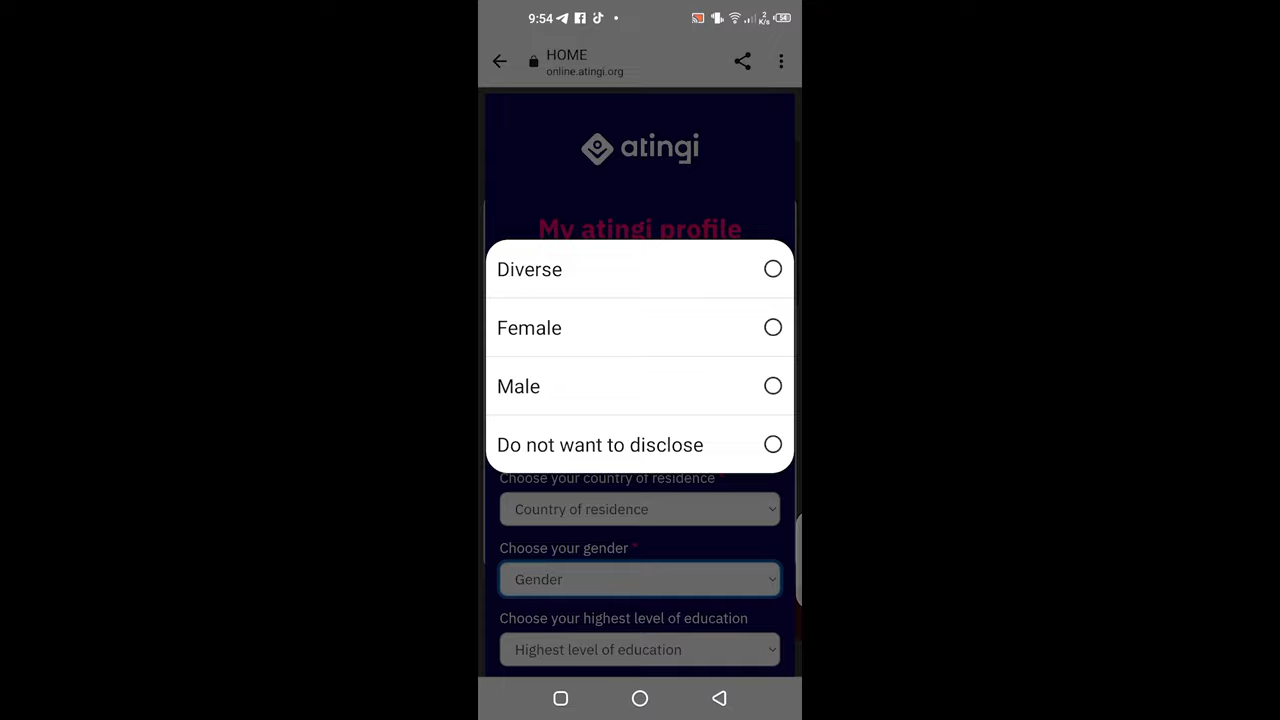 9:54
2
K/s
54
HOME
online.atingi.org
atingi
My atingi profile
Diverse
Female
Male
Do not want to disclose
Choose your country of residence *
Country of residence
Choose your gender *
Gender
Choose your highest level of education
Highest level of education